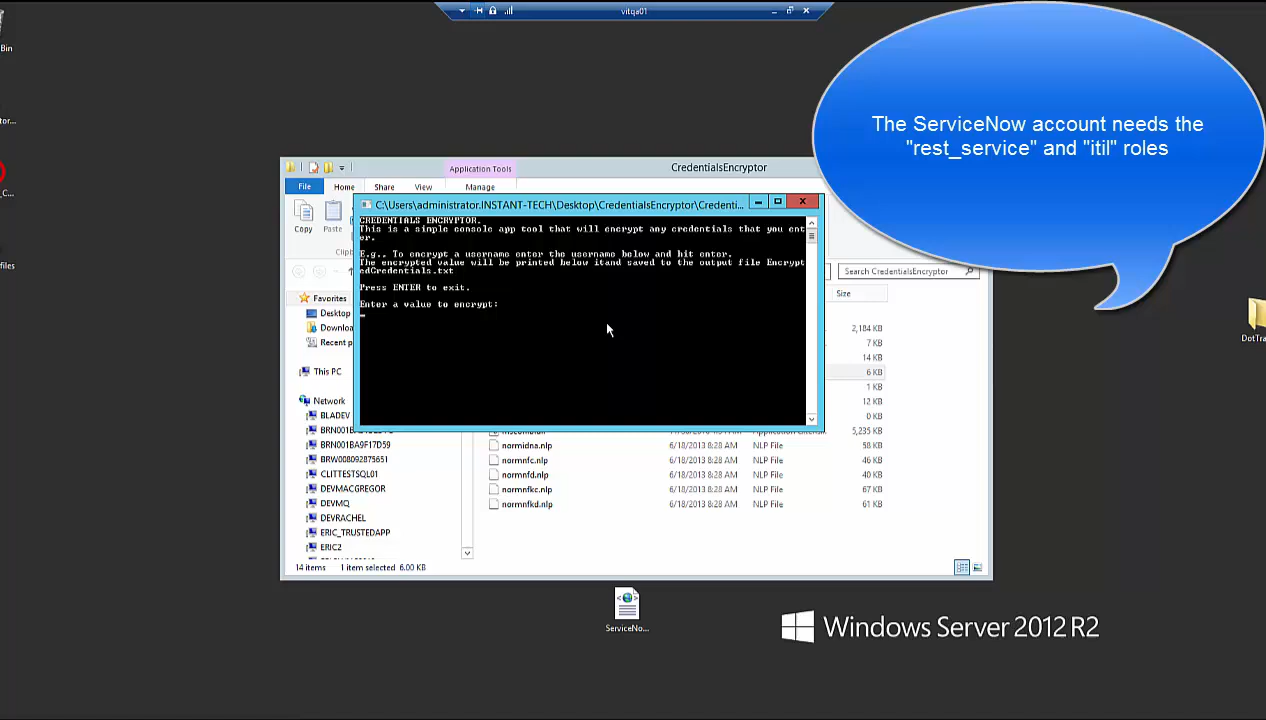 vitqa01
Bin
tor...
_C...
files
The ServiceNow account needs the
"rest_service" and "itil" roles
Application Tools
CredentialsEncryptor
File
Home
Share
View
Manage
Copy
Paste
C:\Users\administrator.INSTANT-TECH\Desktop\CredentialsEncryptor\Credenti...
CREDENTIALS ENCRYPTOR.
This is a simple console app tool that will encrypt any credentials that you ent
er.
E.g., To encrypt a username enter the username below and hit enter.
The encrypted value will be printed below itand saved to the output file Encrypt
edCredentials.txt
Press ENTER to exit.
Enter a value to encrypt:
Search CredentialsEncryptor
Size
Favorites
Desktop
Downloa
Recent p
This PC
Network
BLADEV
BRN001BA9F17D59
BRW008092875651
CLITTESTSQL01
DEVMACGREGOR
DEVMQ
DEVRACHEL
ERIC_TRUSTEDAPP
ERIC2
2,184 KB
7 KB
14 KB
6 KB
1 KB
12 KB
0 KB
5,235 KB
normidna.nlp 6/18/2013 8:28 AM NLP File 58 KB
normnfc.nlp 6/18/2013 8:28 AM NLP File 46 KB
normnfd.nlp 6/18/2013 8:28 AM NLP File 40 KB
normnfkc.nlp 6/18/2013 8:28 AM NLP File 67 KB
normnfkd.nlp 6/18/2013 8:28 AM NLP File 61 KB
14 items 1 item selected 6.00 KB
DotTra
ServiceNo...
Windows Server 2012 R2